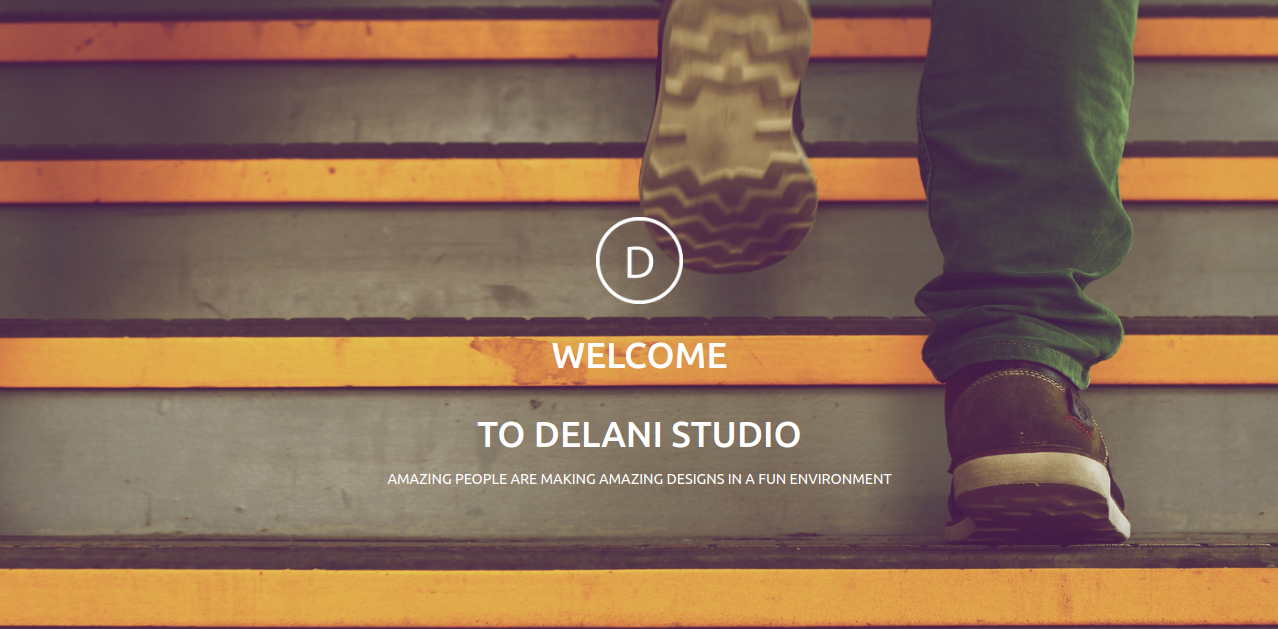 D
WELCOME
TO DELANI STUDIO
AMAZING PEOPLE ARE MAKING AMAZING DESIGNS IN A FUN ENVIRONMENT